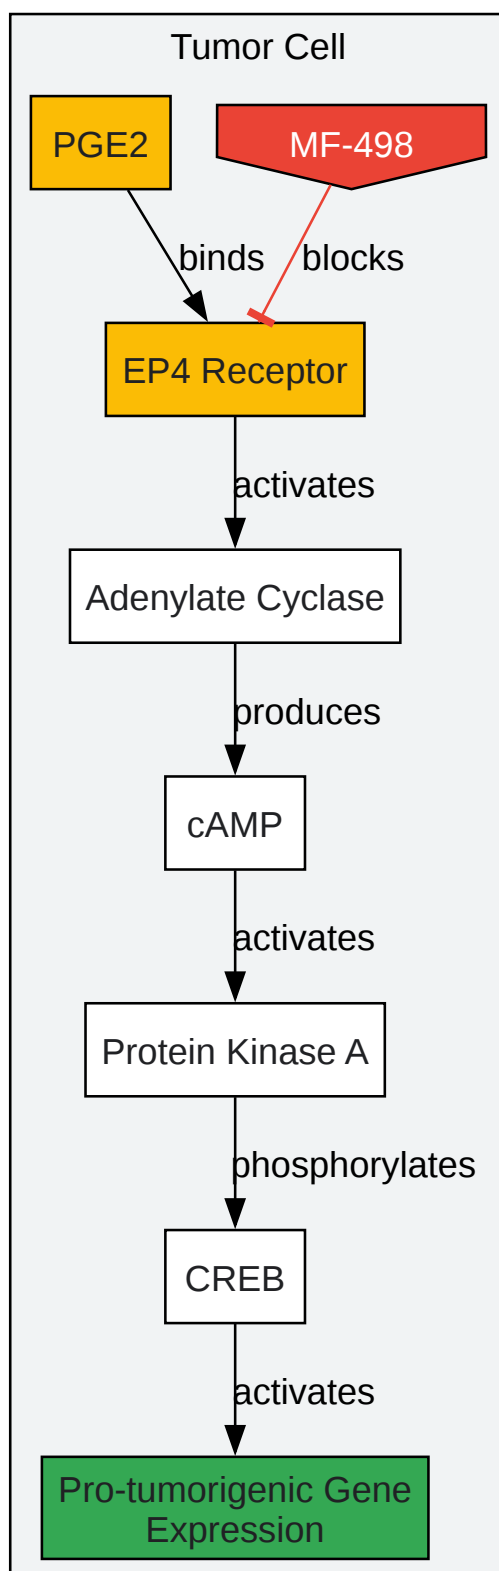 Tumor Cell
PGE2
MF-498
binds
blocks
EP4 Receptor
activates
Adenylate Cyclase
produces
cAMP
activates
Protein Kinase A
phosphorylates
CREB
activates
Pro-tumorigenic Gene
Expression